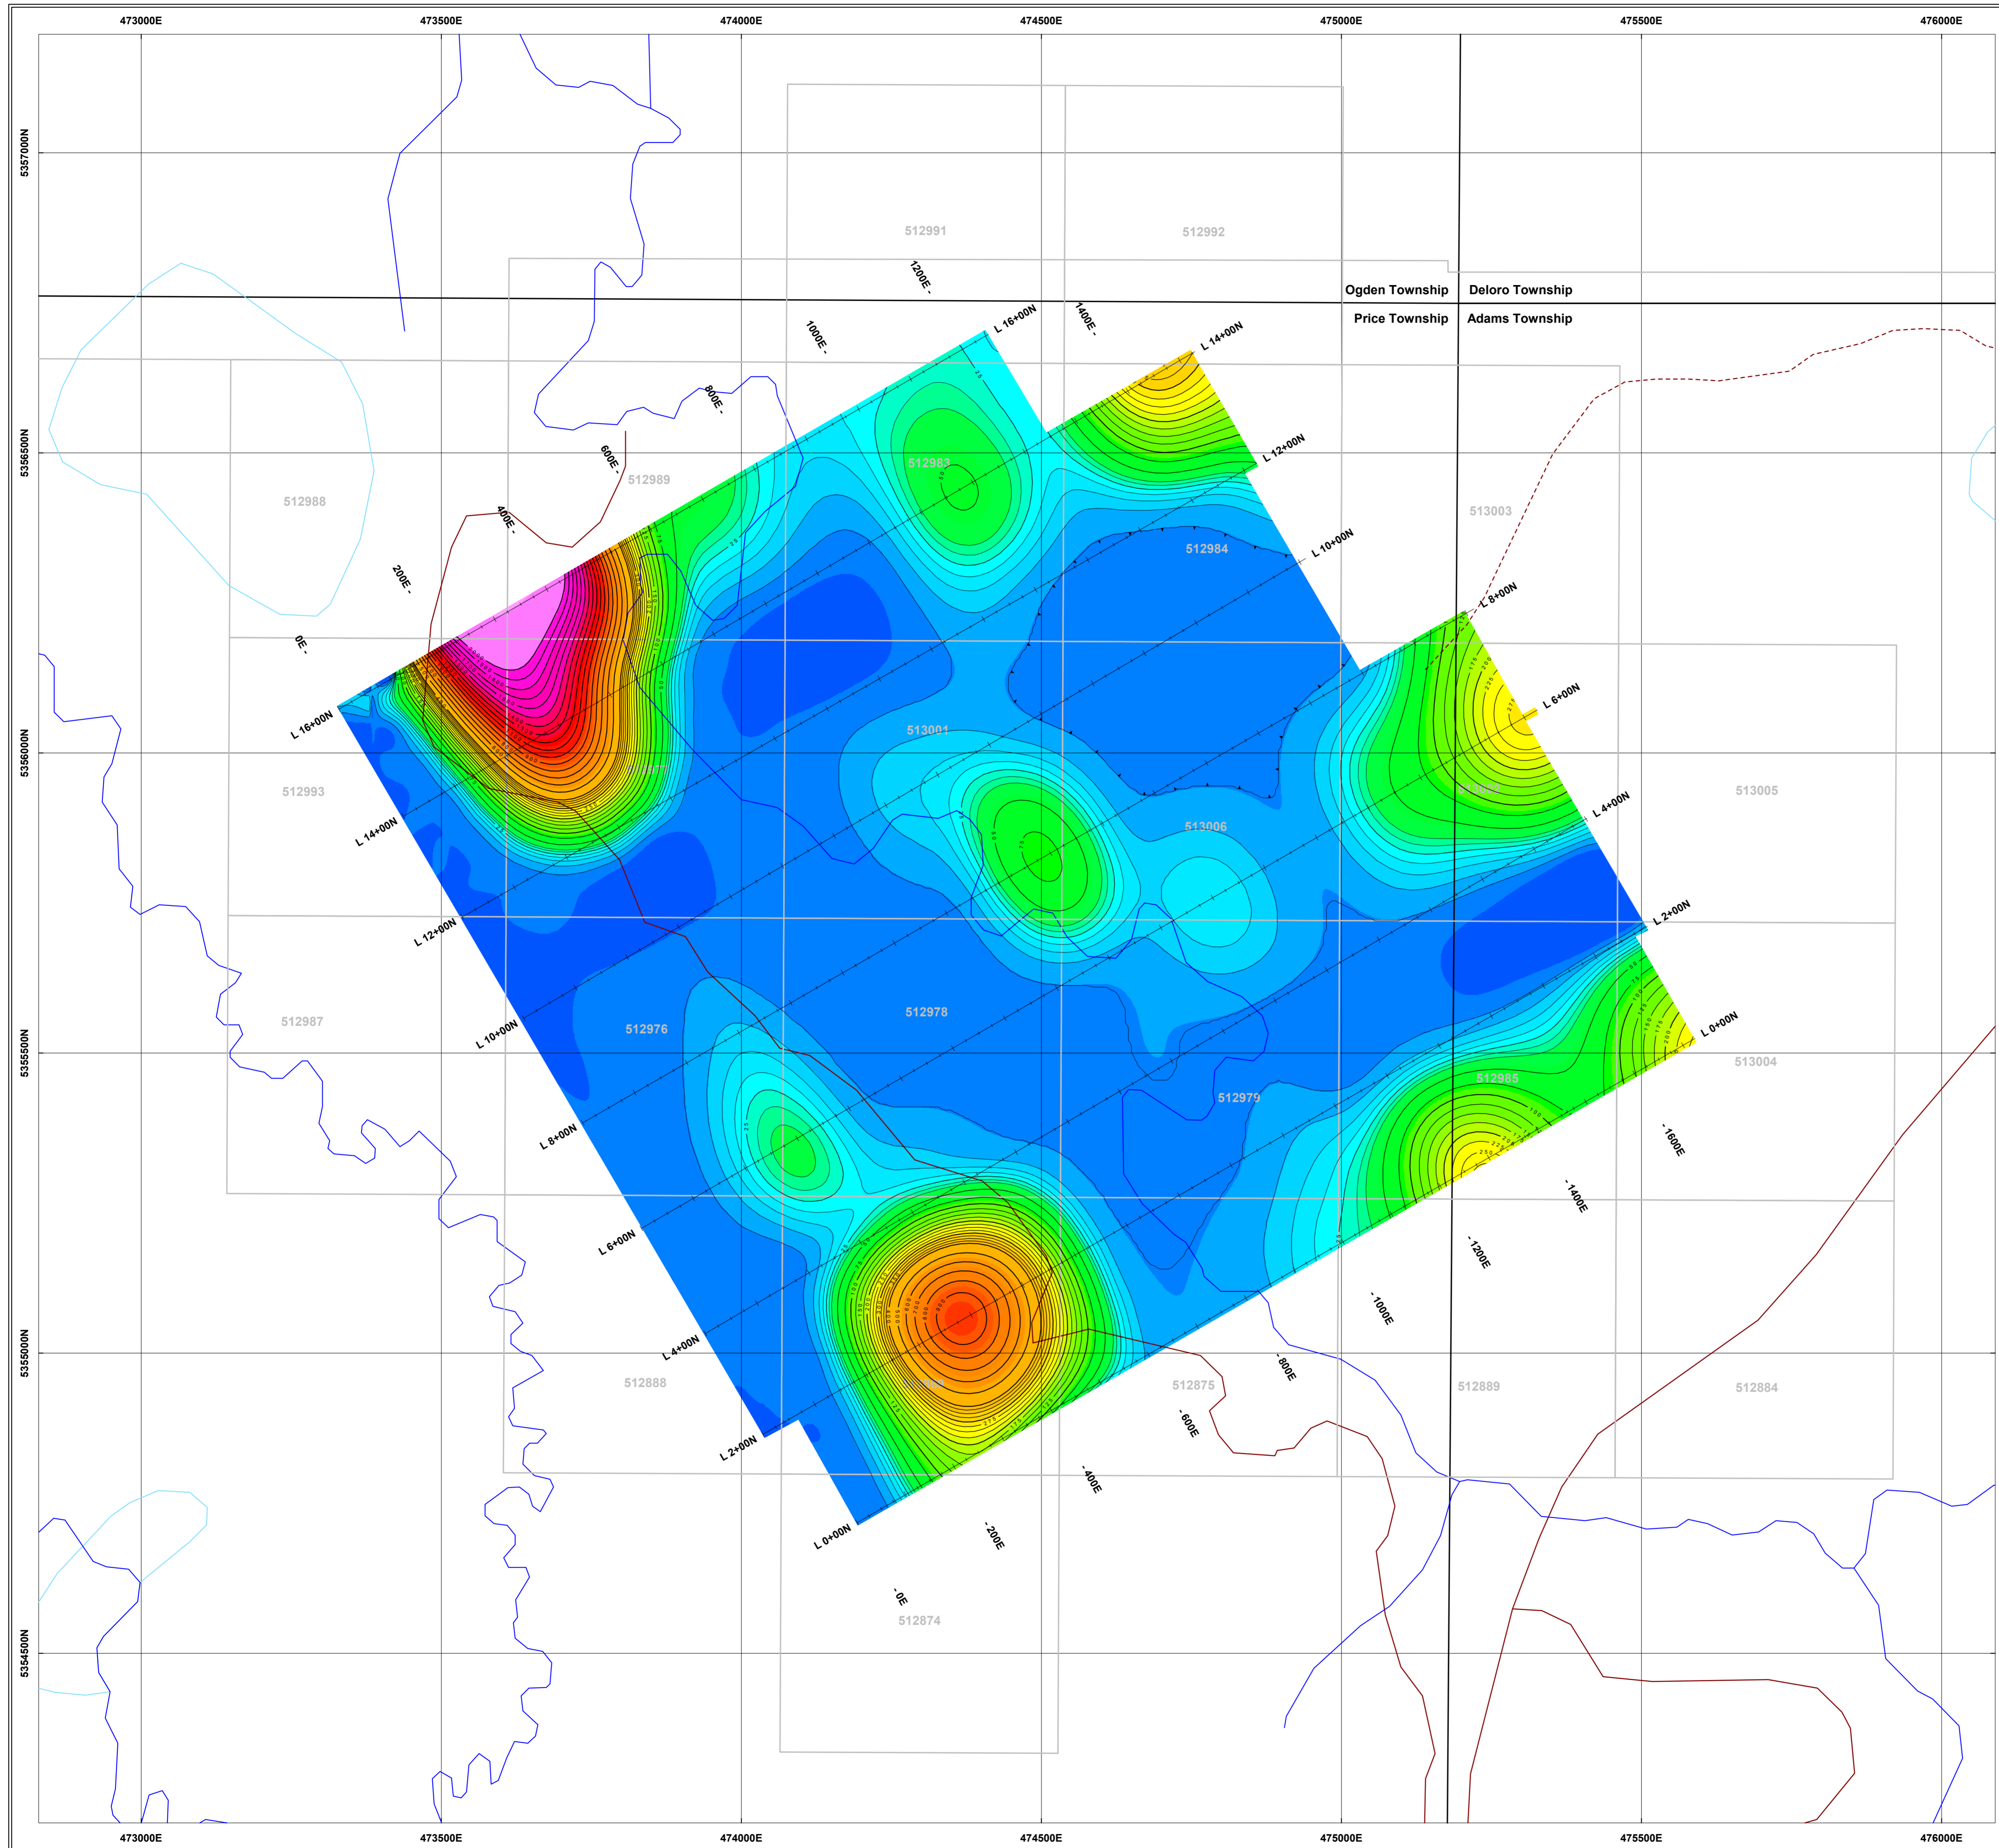 473000E 473500E 474000E 474500E 475000E 475500E 476000E
5357000N
5356500N
5356000N
5355500N
5355000N
5354500N
512991
512992
1200E -
Ogden Township
Deloro Township
Price Township
Adams Township
L 16+00N
1400E -
1000E -
L 14+00N
800E -
600E -
L 12+00N
512983
512989
512988
400E -
513003
L 10+00N
512984
200E -
L 8+00N
0E -
L 6+00N
L 16+00N
513001
512993
513005
L 4+00N
L 14+00N
513006
L 2+00N
L 12+00N
512987
512976
512978
L 10+00N
L 0+00N
513004
512985
512979
L 8+00N
- 1600E
- 1400E
L 6+00N
- 1200E
- 1000E
L 4+00N
- 800E
512888
512875
512889
512884
- 600E
L 2+00N
- 400E
L 0+00N
- 200E
- 0E
512874
473000E 473500E 474000E 474500E 475000E 475500E 476000E